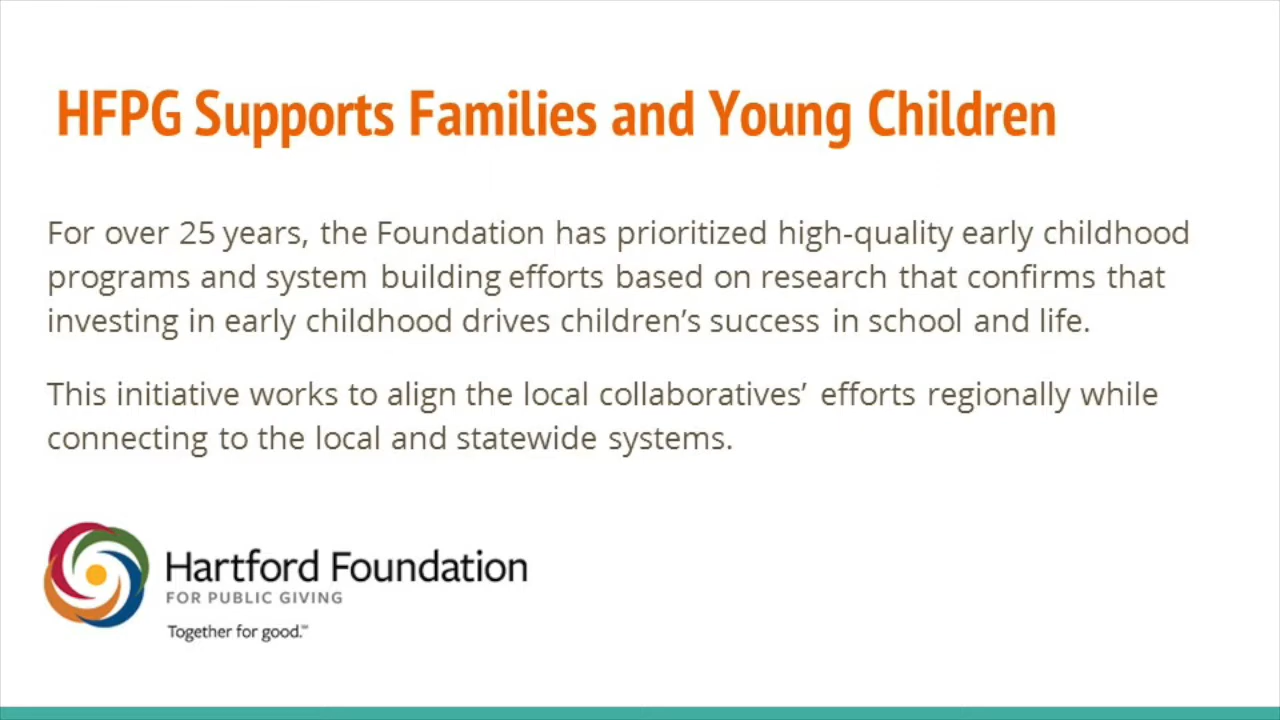 HFPG Supports Families and Young Children
For over 25 years, the Foundation has prioritized high-quality early childhood
programs and system building efforts based on research that confirms that
investing in early childhood drives children’s success in school and life.
This initiative works to align the local collaboratives’ efforts regionally while
connecting to the local and statewide systems.
Hartford Foundation
FOR PUBLIC GIVING
Together for good.℠